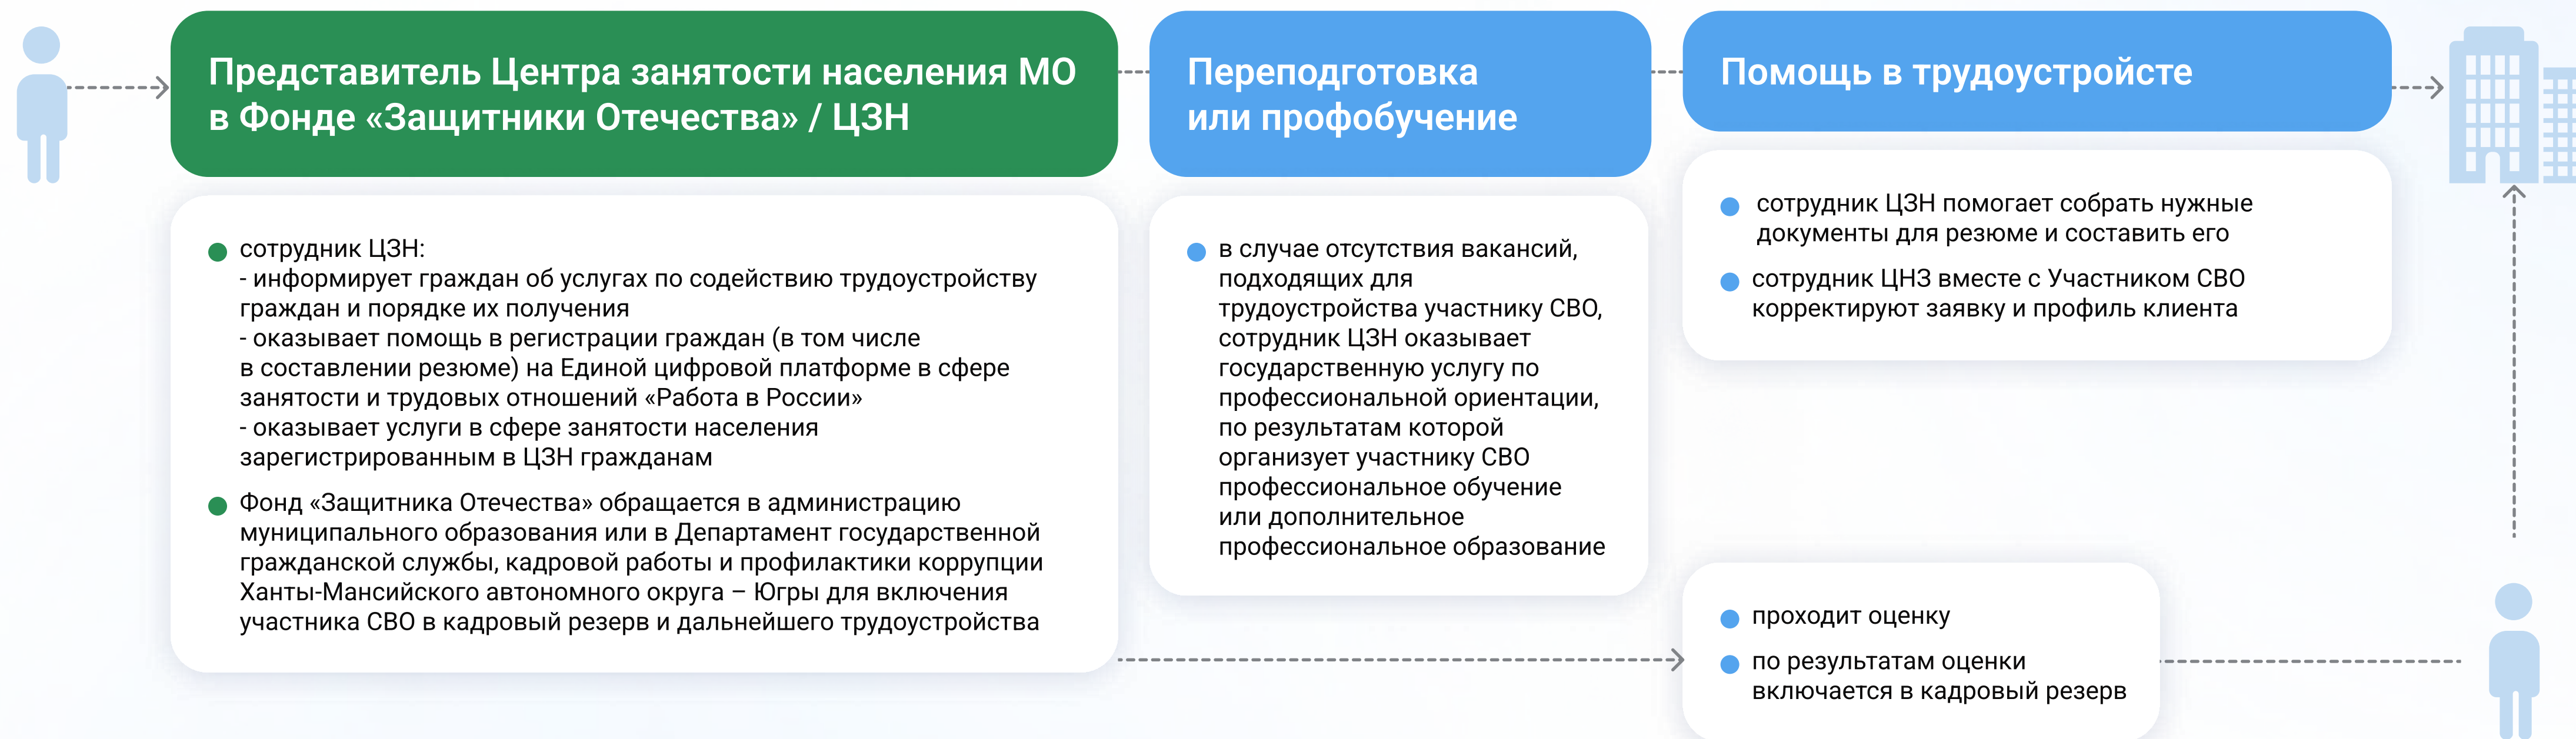 Представитель Центра занятости населения МО
в Фонде «Защитники Отечества» / ЦЗН
сотрудник ЦЗН:
- информирует граждан об услугах по содействию трудоустройству
граждан и порядке их получения
- оказывает помощь в регистрации граждан (в том числе
в составлении резюме) на Единой цифровой платформе в сфере
занятости и трудовых отношений «Работа в России»
- оказывает услуги в сфере занятости населения
зарегистрированным в ЦЗН гражданам
Фонд «Защитника Отечества» обращается в администрацию
муниципального образования или в Департамент государственной
гражданской службы, кадровой работы и профилактики коррупции
Ханты-Мансийского автономного округа – Югры для включения
участника СВО в кадровый резерв и дальнейшего трудоустройства
Переподготовка
или профобучение
в случае отсутствия вакансий,
подходящих для
трудоустройства участнику СВО,
сотрудник ЦЗН оказывает
государственную услугу по
профессиональной ориентации,
по результатам которой
организует участнику СВО
профессиональное обучение
или дополнительное
профессиональное образование
Помощь в трудоустройсте
сотрудник ЦЗН помогает собрать нужные
документы для резюме и составить его
сотрудник ЦНЗ вместе с Участником СВО
корректируют заявку и профиль клиента
проходит оценку
по результатам оценки
включается в кадровый резерв